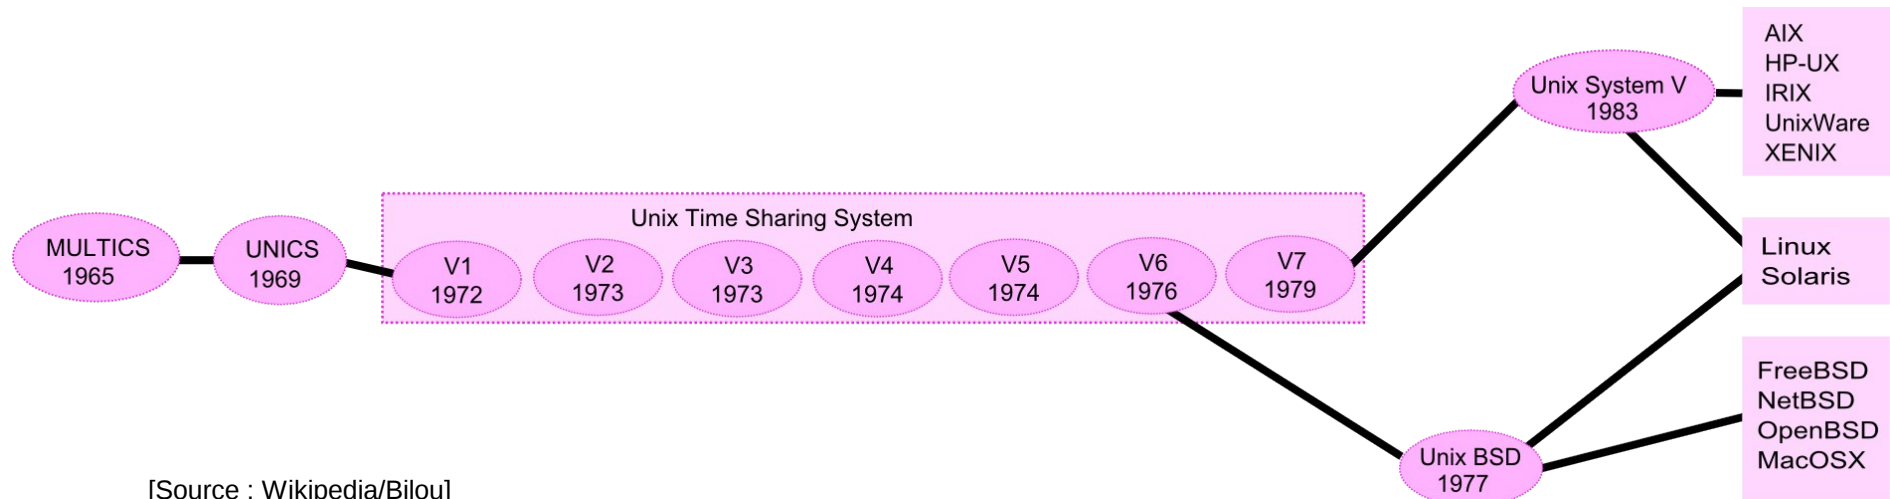 MULTICS
1965
UNICS
1969
Unix Time Sharing System
V1
1972
V2
1973
V3
1973
V4
1974
V5
1974
V6
1976
V7
1979
Unix System V
1983
AIX
HP-UX
IRIX
UnixWare
XENIX
Linux
Solaris
Unix BSD
1977
FreeBSD
NetBSD
OpenBSD
MacOSX
[Source : Wikipedia/Bilou]